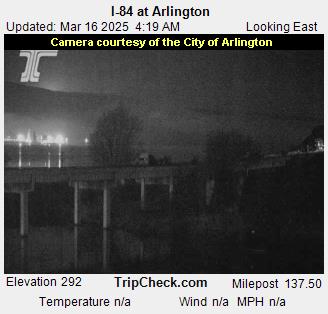 I-84 at Arlington
Updated: Mar 16 2025 4:19 AM Looking East
Camera courtesy of the City of Arlington
Elevation 292 TripCheck.com Milepost 137.50
Temperature n/a Wind n/a MPH n/a